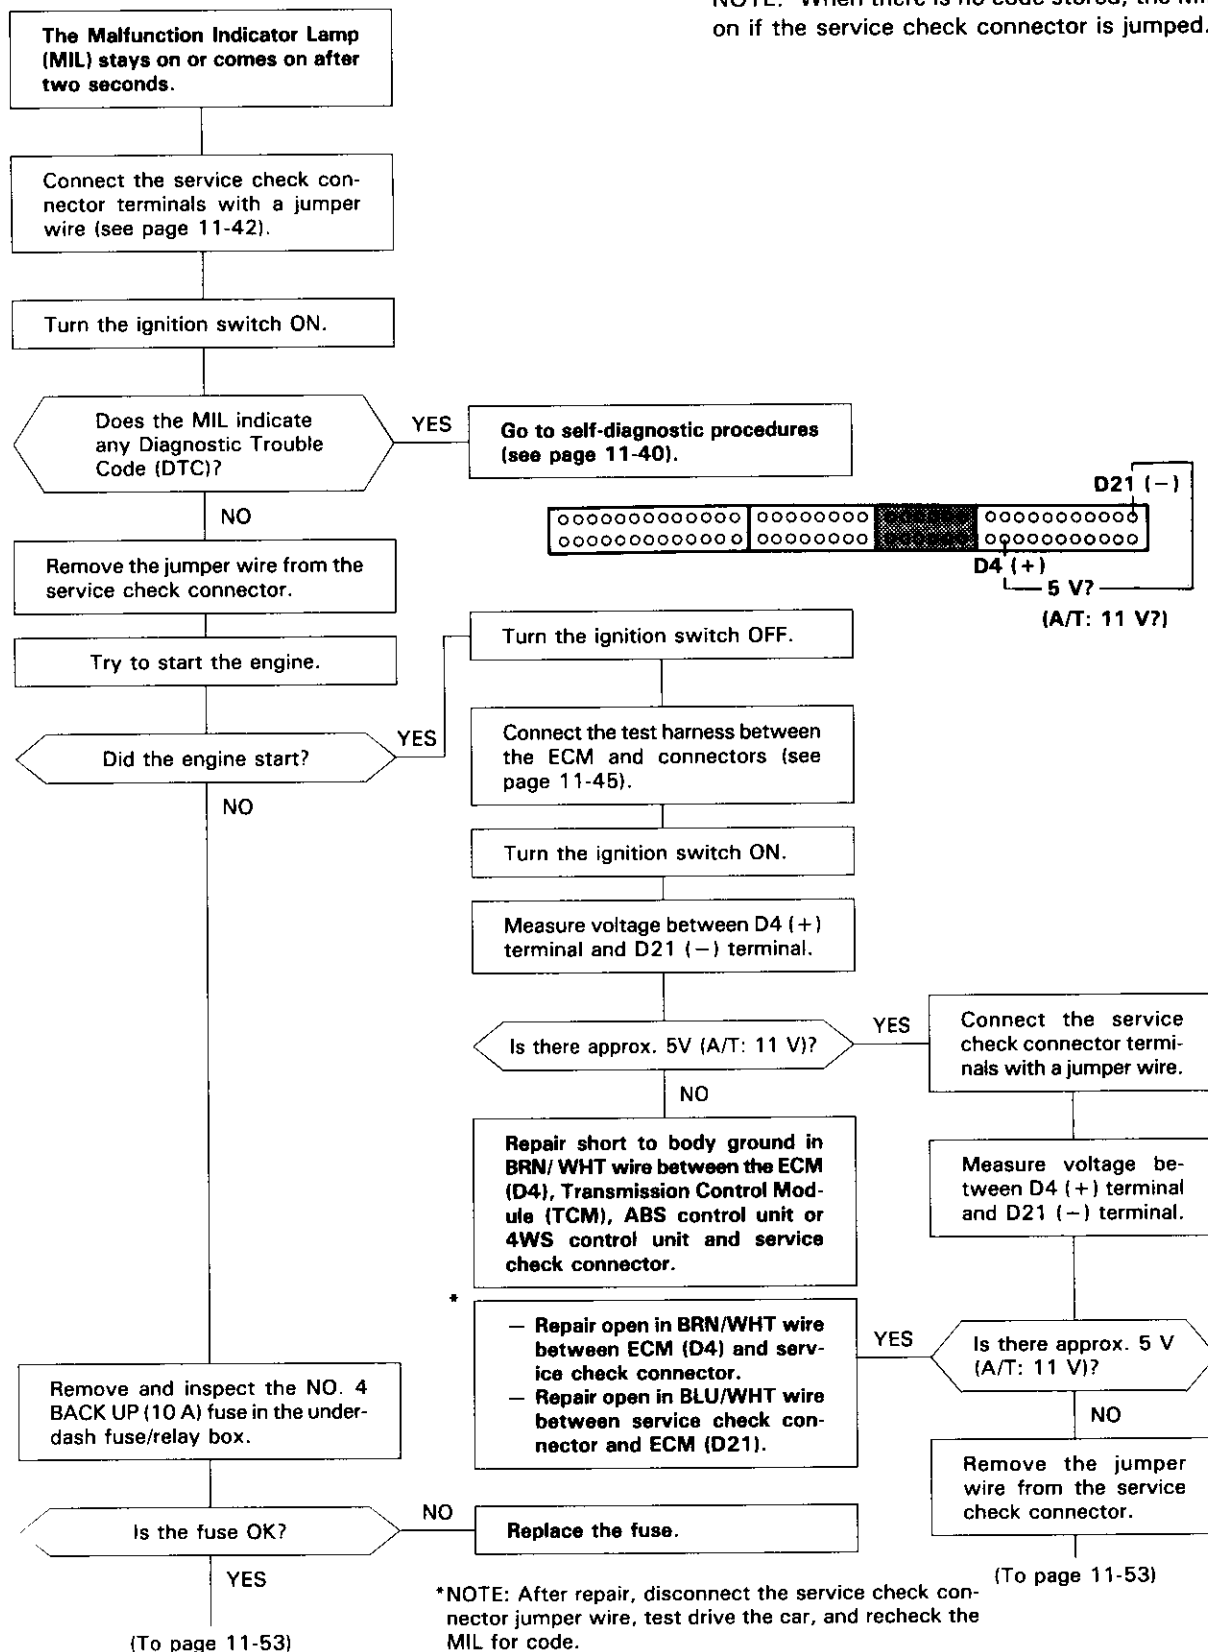 NOTE: When there is no code stored, the
on if the service check connector is jumped.
The Malfunction Indicator Lamp
(MIL) stays on or comes on after
two seconds.
Connect the service check con-
nector terminals with a jumper
wire (see page 11-42).
Turn the ignition switch ON.
Does the MIL indicate
any Diagnostic Trouble
Code (DTC)?
YES
Go to self-diagnostic procedures
(see page 11-40).
NO
D21 (−)
D4 (+)
5 V?
(A/T: 11 V?)
Remove the jumper wire from the
service check connector.
Try to start the engine.
Did the engine start?
YES
NO
Turn the ignition switch OFF.
Connect the test harness between
the ECM and connectors (see
page 11-45).
Turn the ignition switch ON.
Measure voltage between D4 (+)
terminal and D21 (−) terminal.
Is there approx. 5V (A/T: 11 V)?
YES
NO
Connect the service
check connector termi-
nals with a jumper wire.
Repair short to body ground in
BRN/ WHT wire between the ECM
(D4), Transmission Control Mod-
ule (TCM), ABS control unit or
4WS control unit and service
check connector.
Measure voltage be-
tween D4 (+) terminal
and D21 (−) terminal.
*
— Repair open in BRN/WHT wire
between ECM (D4) and serv-
ice check connector.
— Repair open in BLU/WHT wire
between service check con-
nector and ECM (D21).
YES
Is there approx. 5 V
(A/T: 11 V)?
NO
Remove the jumper
wire from the service
check connector.
(To page 11-53)
Remove and inspect the NO. 4
BACK UP (10 A) fuse in the under-
dash fuse/relay box.
Is the fuse OK?
NO
Replace the fuse.
YES
(To page 11-53)
*NOTE: After repair, disconnect the service check con-
nector jumper wire, test drive the car, and recheck the
MIL for code.